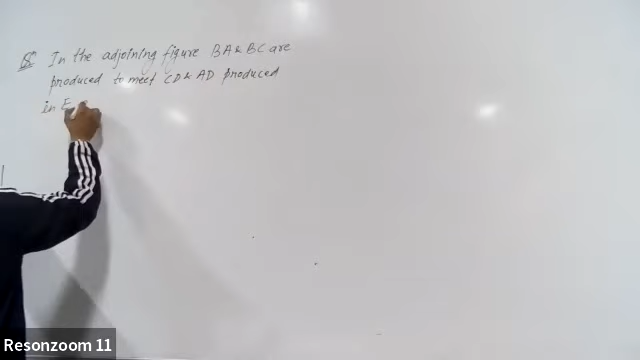 In the adjoining figure BA & BC are
produced to meet CD & AD produced
in E
Resonzoom 11